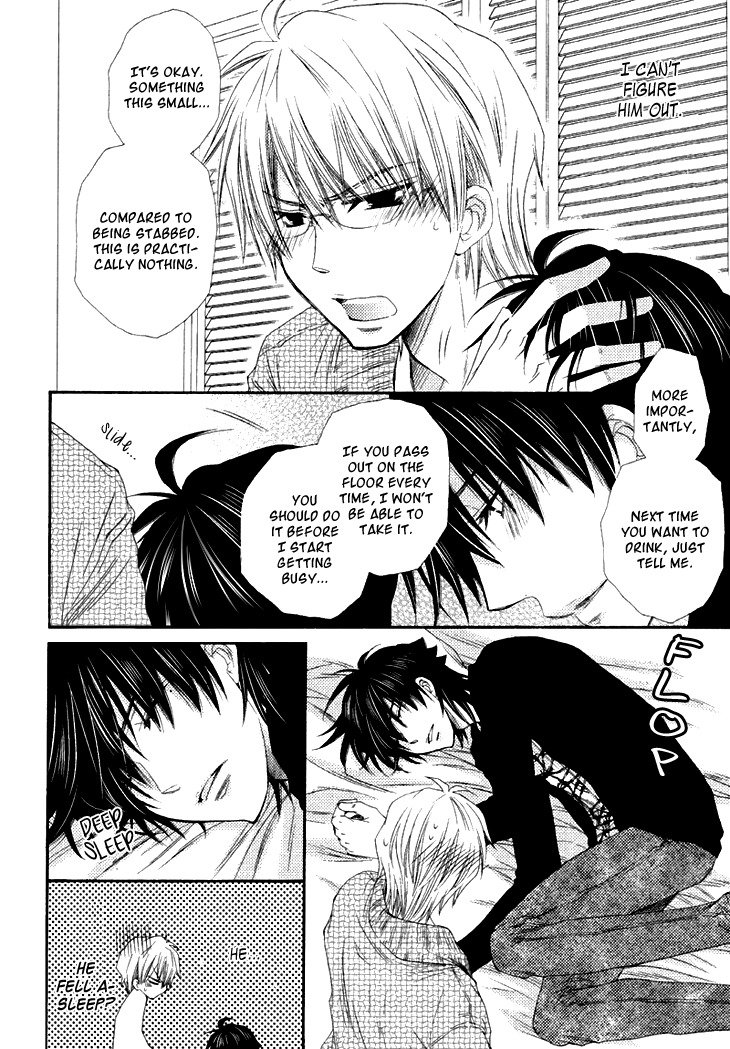 I CAN'T
FIGURE
HIM OUT.
IT'S OKAY.
SOMETHING
THIS SMALL...
COMPARED TO
BEING STABBED.
THIS IS PRACTI-
CALLY NOTHING.
MORE
IMPOR-
TANTLY,
NEXT TIME
YOU WANT TO
DRINK, JUST
TELL ME.
IF YOU PASS
OUT ON THE
FLOOR EVERY
TIME, I WON'T
BE ABLE TO
TAKE IT.
YOU
SHOULD DO
IT BEFORE
I START
GETTING
BUSY...
slide...
FLOP
DEEP
SLEEP
HE...
HE
FELL A-
SLEEP?